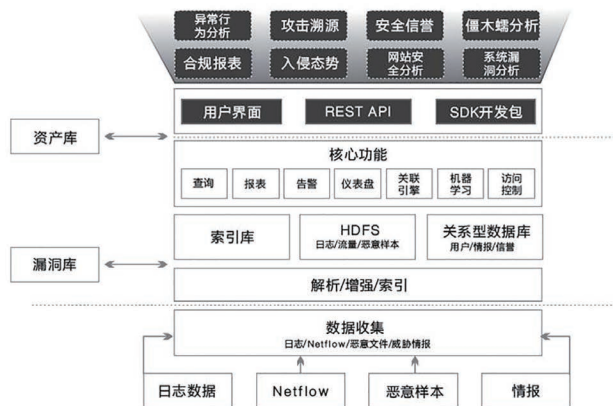 异常行
为分析
攻击溯源
安全信誉
僵木蠕分析
合规报表
入侵态势
网站安
全分析
系统漏
洞分析
用户界面
REST API
SDK开发包
资产库
核心功能
查询
报表
告警
仪表盘
关联
引擎
机器
学习
访问
控制
索引库
HDFS
日志/流量/恶意样本
关系型数据库
用户/情报/信誉
漏洞库
解析/增强/索引
数据收集
日志/Netflow/恶意文件/威胁情报
日志数据
Netflow
恶意样本
情报